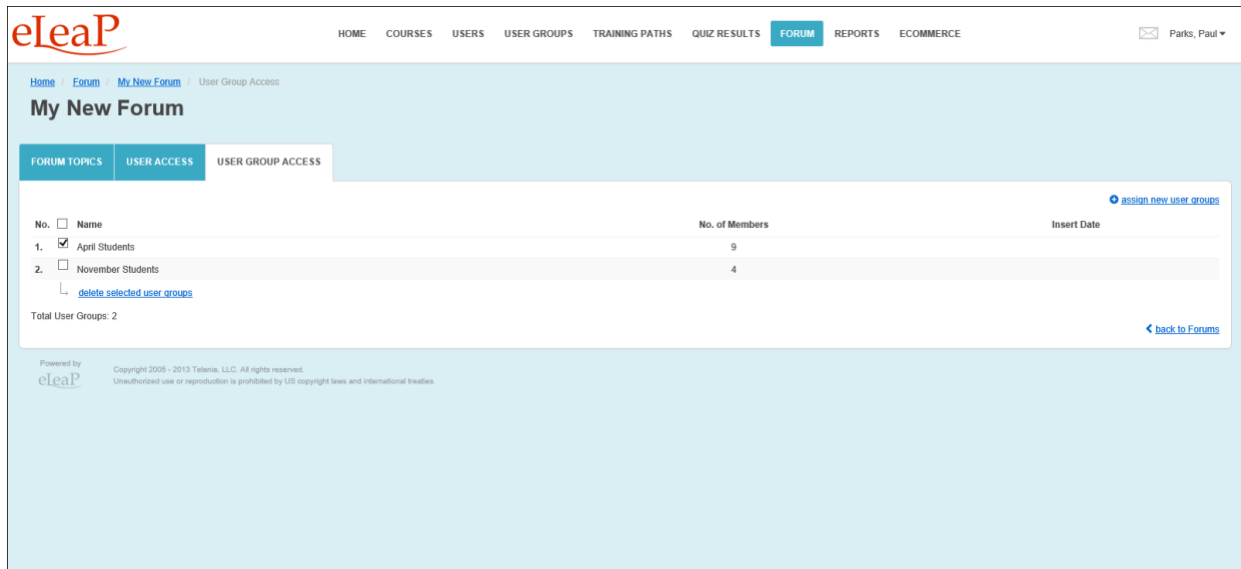 eLeaP
HOME COURSES USERS USER GROUPS TRAINING PATHS QUIZ RESULTS FORUM REPORTS ECOMMERCE Parks, Paul
Home / Forum / My New Forum / User Group Access
My New Forum
FORUM TOPICS USER ACCESS USER GROUP ACCESS
assign new user groups
No. Name No. of Members Insert Date
1. April Students 9
2. November Students 4
delete selected user groups
Total User Groups: 2
back to Forums
Powered by
eLeaP
Copyright 2005 - 2013 Telania, LLC. All rights reserved.
Unauthorized use or reproduction is prohibited by US copyright laws and international treaties.